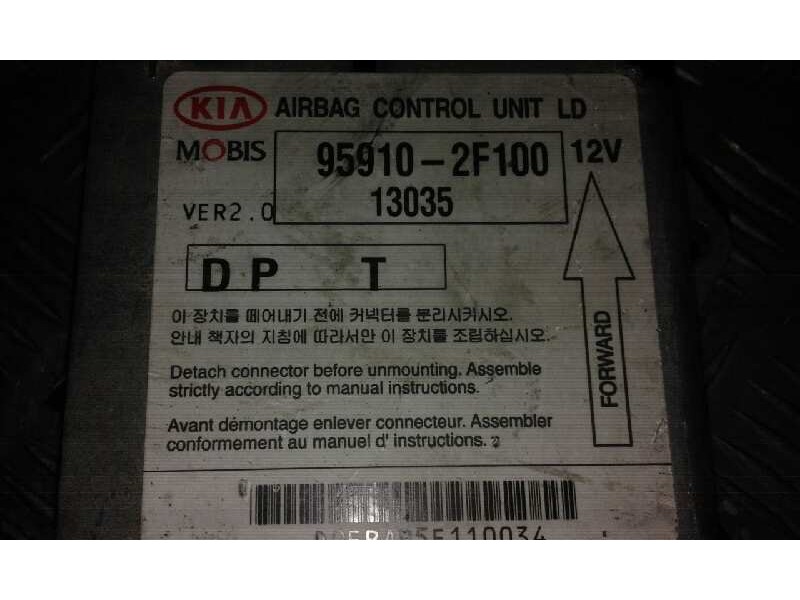 KIA AIRBAG CONTROL UNIT LD
MOBIS 95910-2F100 12V
VER2.0 13035
D P T
이 장치를 떼어내기 전에 커넥터를 분리시키시오.
안내 책자의 지침에 따라서만 이 장치를 조립하십시오.
Detach connector before unmounting. Assemble
strictly according to manual instructions.
Avant démontage enlever connecteur. Assembler
conformement au manuel d' instructions.
FORWARD